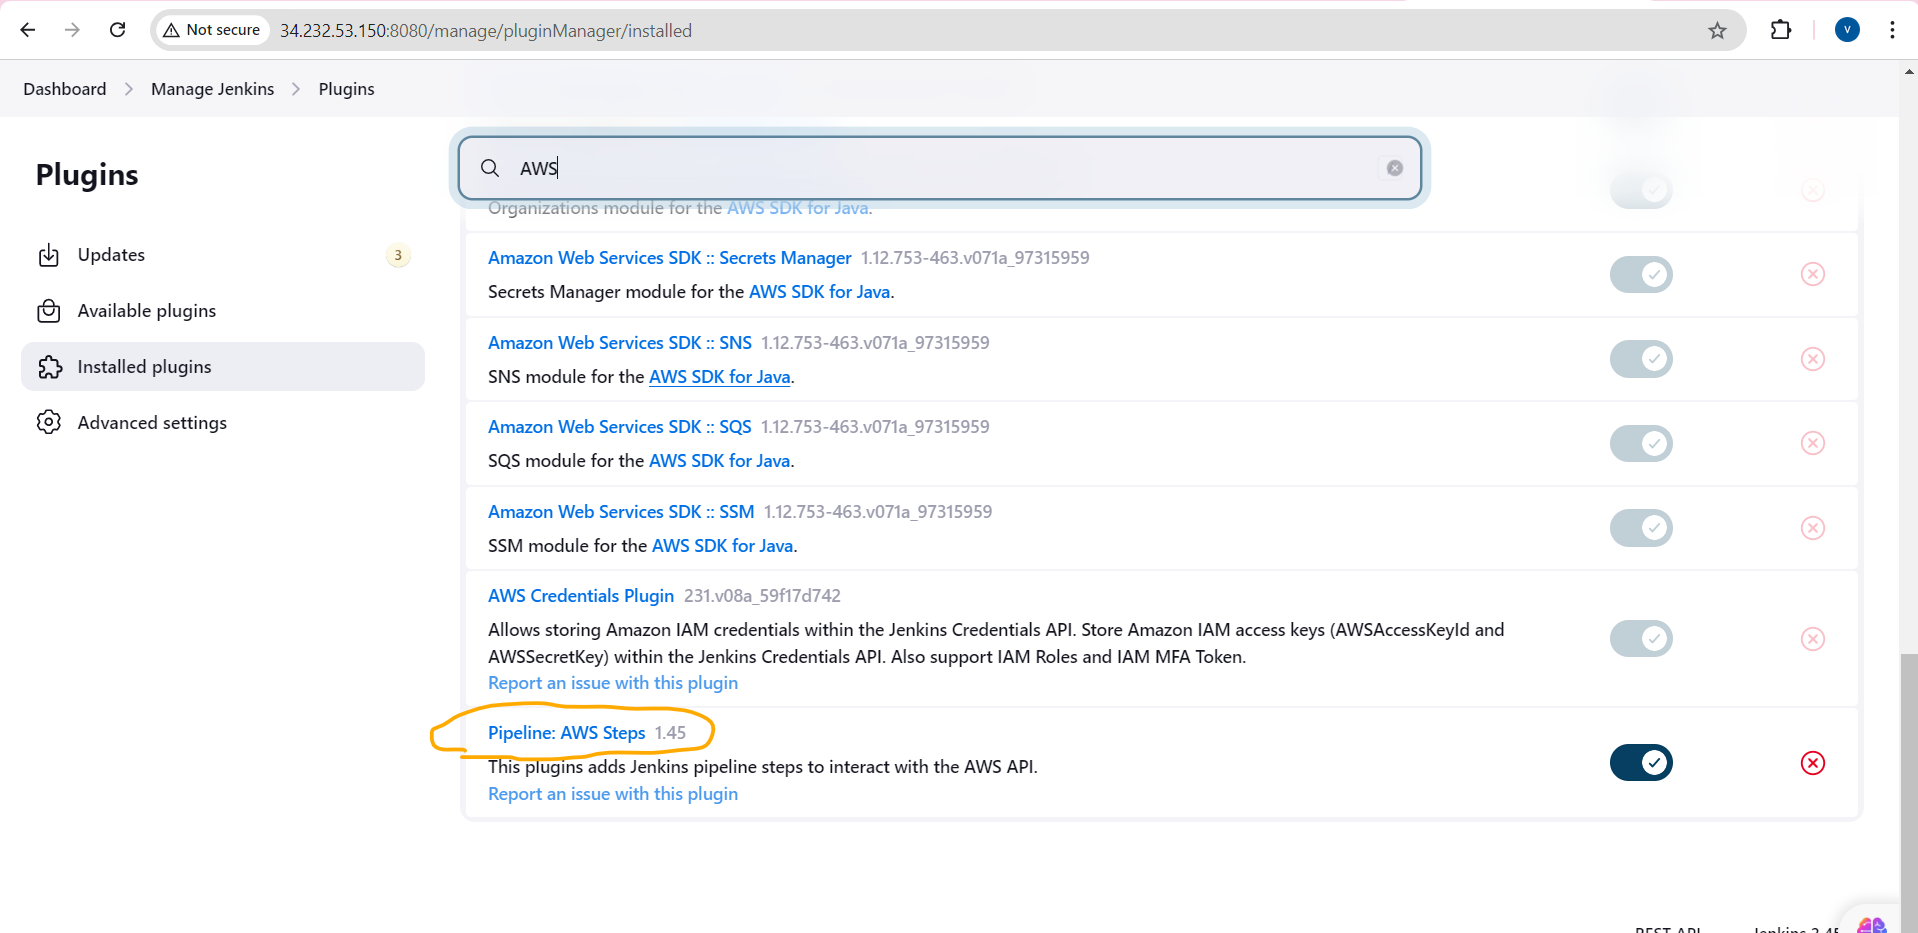 Not secure 34.232.53.150:8080/manage/pluginManager/installed
V
Dashboard Manage Jenkins Plugins
Plugins
AWS
Organizations module for the AWS SDK for Java.
Updates 3
Available plugins
Installed plugins
Advanced settings
Amazon Web Services SDK :: Secrets Manager 1.12.753-463.v071a_97315959
Secrets Manager module for the AWS SDK for Java.
Amazon Web Services SDK :: SNS 1.12.753-463.v071a_97315959
SNS module for the AWS SDK for Java.
Amazon Web Services SDK :: SQS 1.12.753-463.v071a_97315959
SQS module for the AWS SDK for Java.
Amazon Web Services SDK :: SSM 1.12.753-463.v071a_97315959
SSM module for the AWS SDK for Java.
AWS Credentials Plugin 231.v08a_59f17d742
Allows storing Amazon IAM credentials within the Jenkins Credentials API. Store Amazon IAM access keys (AWSAccessKeyId and
AWSSecretKey) within the Jenkins Credentials API. Also support IAM Roles and IAM MFA Token.
Report an issue with this plugin
Pipeline: AWS Steps 1.45
This plugins adds Jenkins pipeline steps to interact with the AWS API.
Report an issue with this plugin
REST API Jenkins